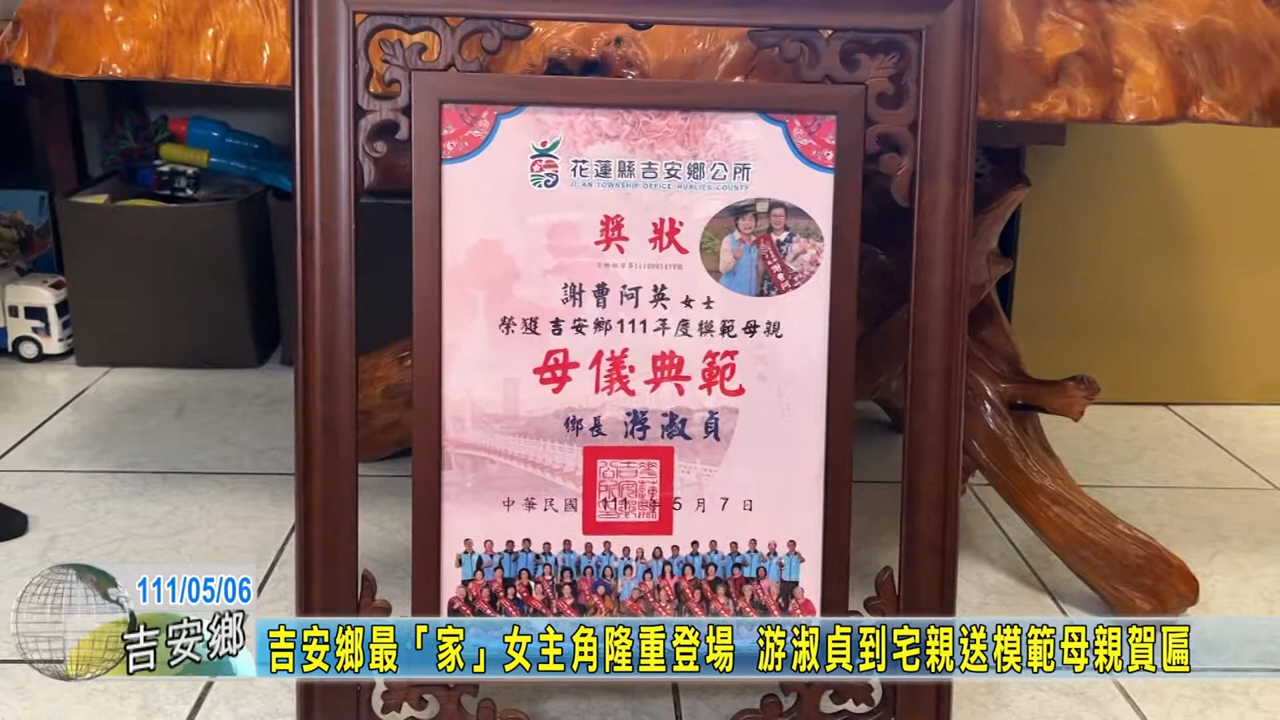 花蓮縣吉安鄉公所
JI-AN TOWNSHIP OFFICE, HUALIEN COUNTY
獎狀
謝曹阿英女士
榮獲吉安鄉111年度模範母親
母儀典範
鄉長 游淑貞
中華民國 111 年 5 月 7 日
111/05/06
吉安鄉
吉安鄉最「家」女主角隆重登場 游淑貞到宅親送模範母親賀匾